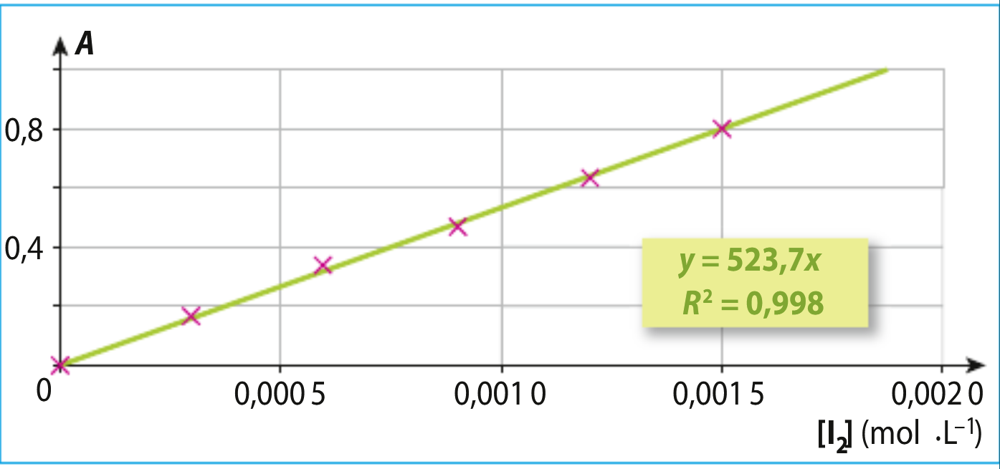 A
0,8
0,4
y = 523,7x
R² = 0,998
0
0,000 5
0,001 0
0,001 5
0,002 0
[I₂] (mol ·L⁻¹)